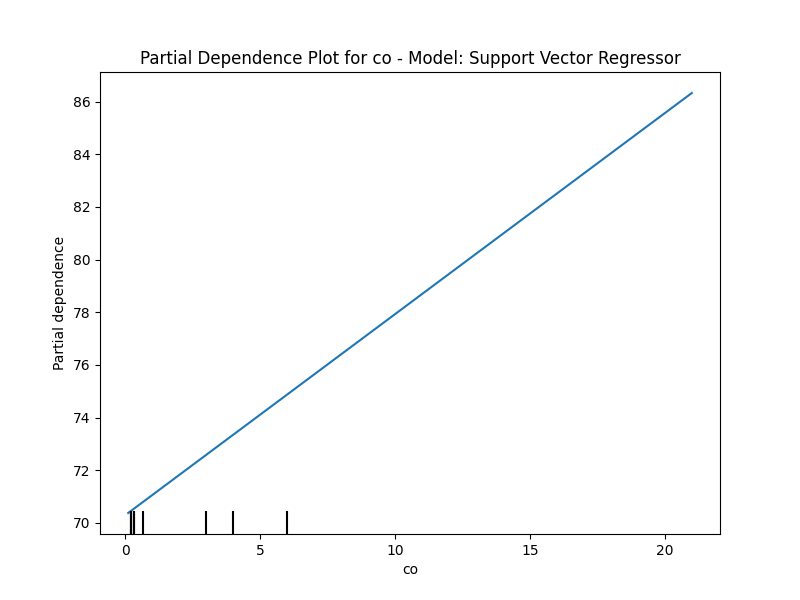 Partial Dependence Plot for co - Model: Support Vector Regressor
86
84
82
80
78
76
74
72
70
Partial dependence
0 5 10 15 20
co